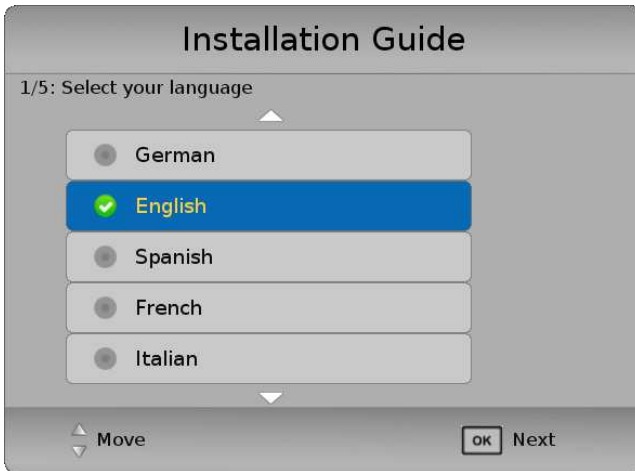 Installation Guide
1/5: Select your language
German
English
Spanish
French
Italian
Move
OK Next